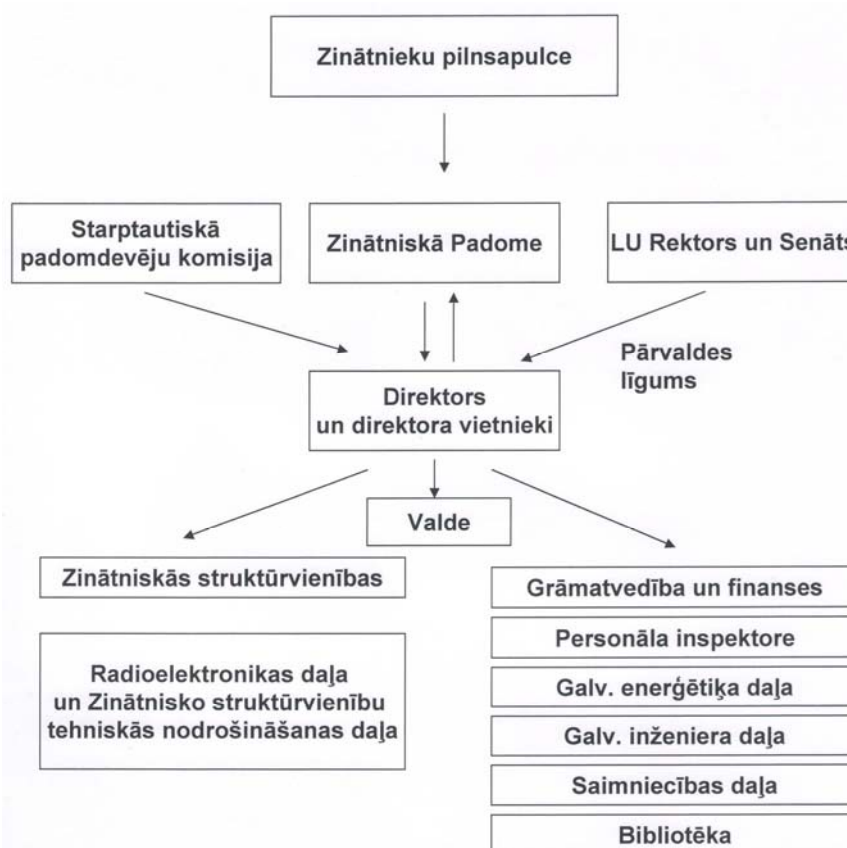 Zinātnieku pilnsapulce
Starptautiskā
padomdevēju komisija
Zinātniskā Padome
LU Rektors un Senāts
Pārvaldes
līgums
Direktors
un direktora vietnieki
Valde
Zinātniskās struktūrvienības
Radioelektronikas daļa
un Zinātnisko struktūrvienību
tehniskās nodrošināšanas daļa
Grāmatvedība un finanses
Personāla inspektore
Galv. enerģētiķa daļa
Galv. inženiera daļa
Saimniecības daļa
Bibliotēka